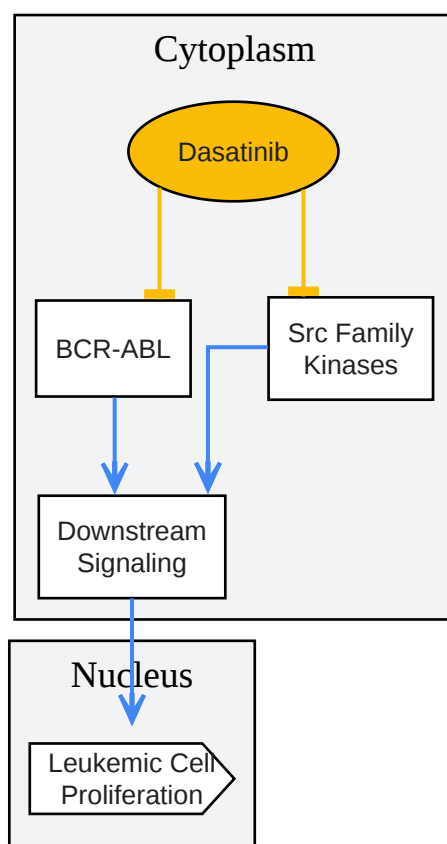 Cytoplasm
Dasatinib
BCR-ABL
Src Family
Kinases
Downstream
Signaling
Nucleus
Leukemic Cell
Proliferation